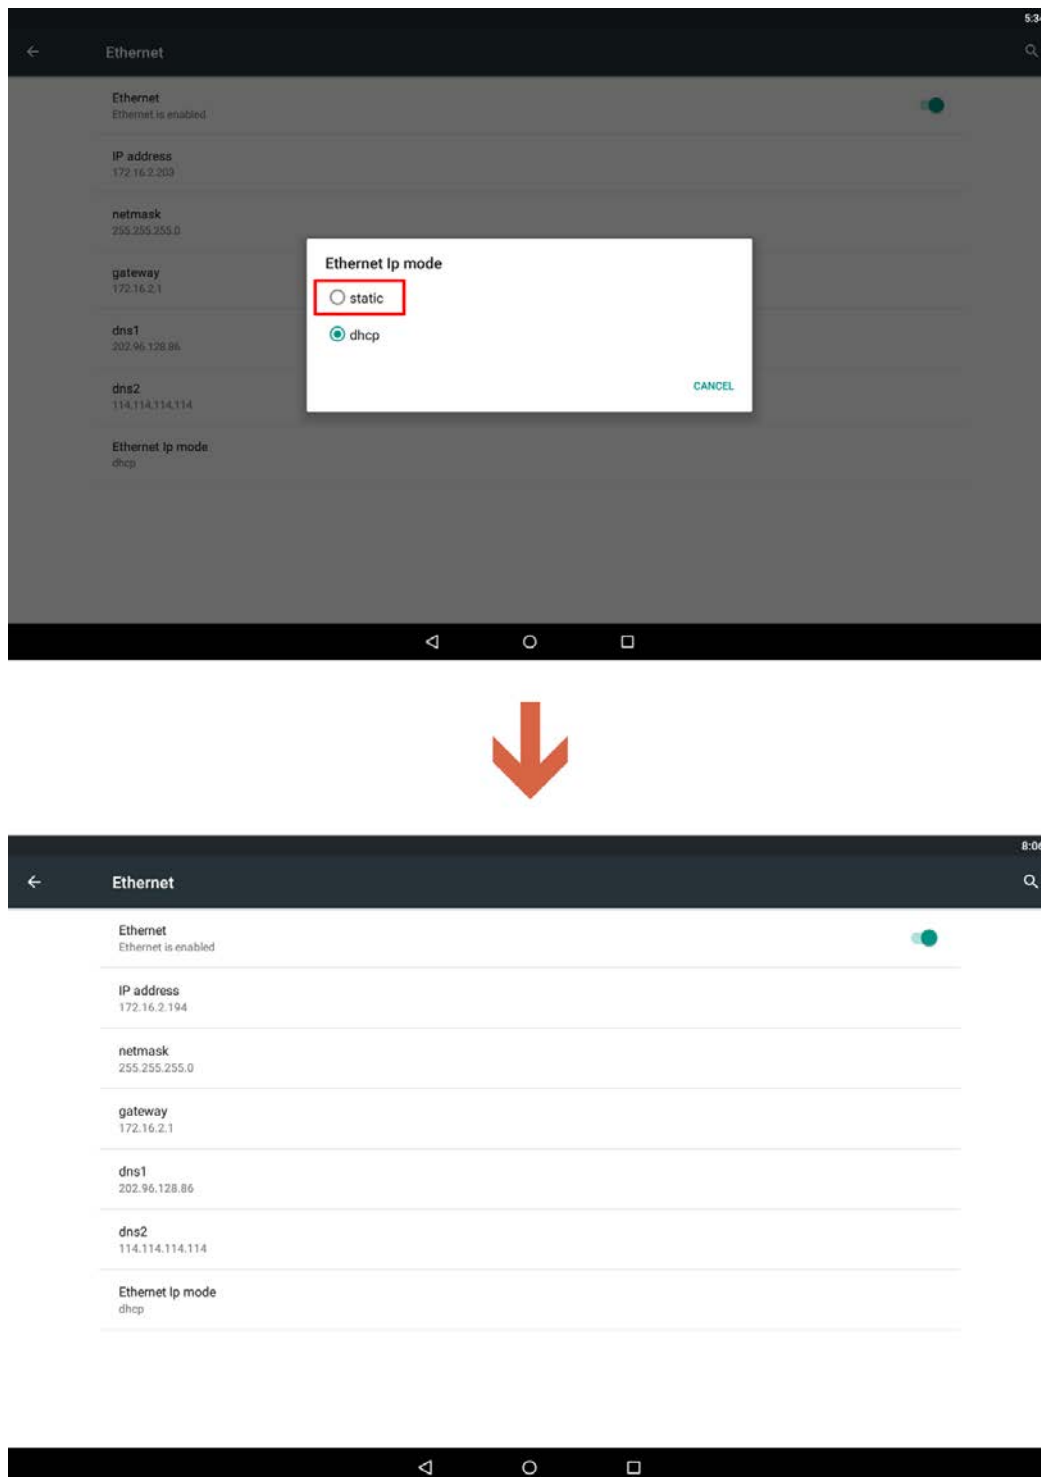 5:34
Ethernet
Ethernet
Ethernet is enabled
IP address
172.16.2.203
netmask
255.255.255.0
gateway
172.16.2.1
dns1
202.96.128.86
dns2
114.114.114.114
Ethernet Ip mode
dhcp
Ethernet Ip mode
static
dhcp
CANCEL
8:06
Ethernet
Ethernet
Ethernet is enabled
IP address
172.16.2.194
netmask
255.255.255.0
gateway
172.16.2.1
dns1
202.96.128.86
dns2
114.114.114.114
Ethernet Ip mode
dhcp